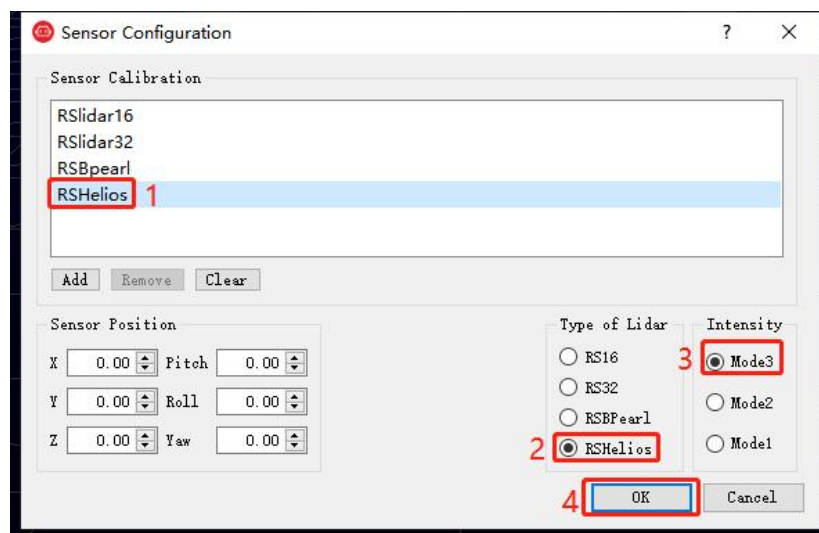 Sensor Configuration
? ×
Sensor Calibration
RSlidar16
RSlidar32
RSBpearl
RSHelios 1
Add Remove Clear
Sensor Position
X 0.00 Pitch 0.00
Y 0.00 Roll 0.00
Z 0.00 Yaw 0.00
Type of Lidar
RS16
RS32
RSBPearl
2 RSHelios
Intensity
3 Mode3
Mode2
Mode1
4 OK Cancel